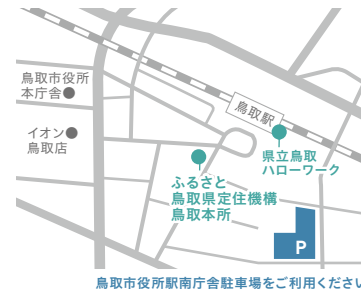 鳥取市役所
本庁舎
イオン
鳥取店
鳥取駅
県立鳥取
ハローワーク
ふるさと
鳥取県定住機構
鳥取本所
P
鳥取市役所駅南庁舎駐車場をご利用ください